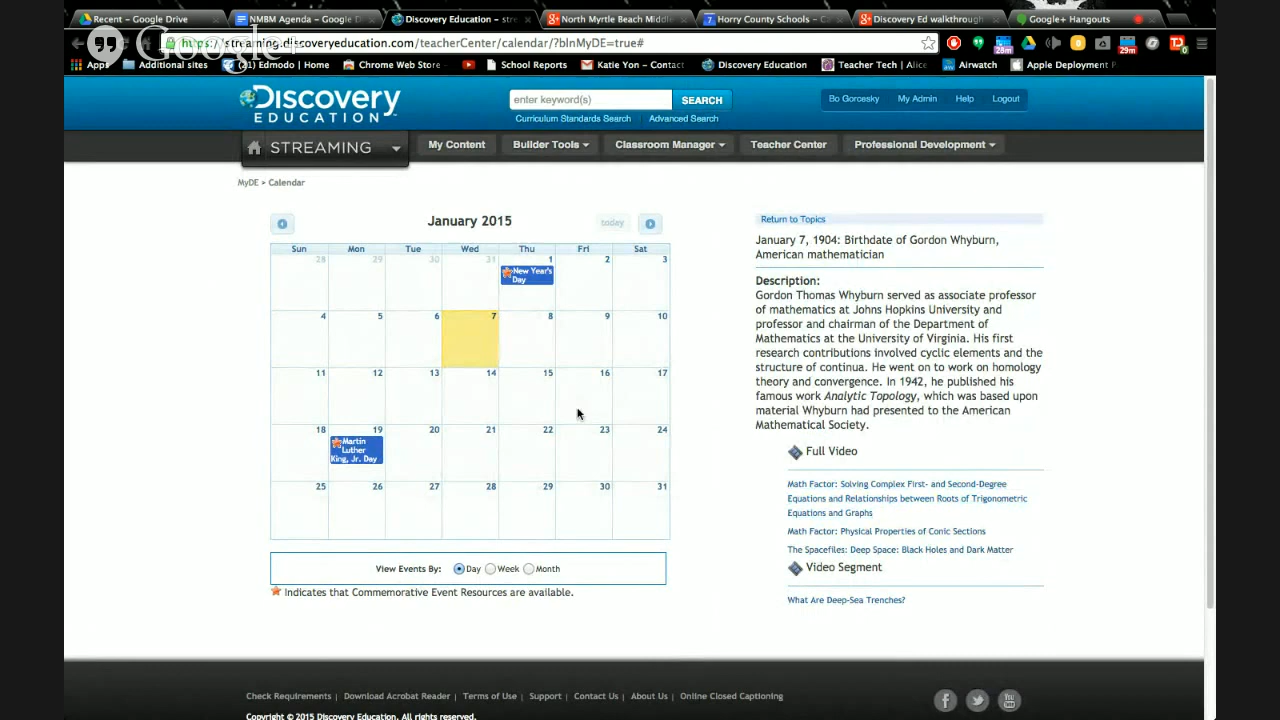 Recent – Google Drive
NMBM Agenda – Google D
Discovery Education – stre
North Myrtle Beach Middle
Horry County Schools – Ca
Discovery Ed walkthrough
Google+ Hangouts
Google+
https://streaming.discoveryeducation.com/teacherCenter/calendar/?blnMyDE=true#
Apps
Additional sites
(1) Edmodo | Home
Chrome Web Store
School Reports
Katie Yon – Contact
Discovery Education
Teacher Tech | Alice
Airwatch
Apple Deployment P
Discovery
EDUCATION
enter keyword(s)
SEARCH
Curriculum Standards Search
Advanced Search
Bo Gorcesky
My Admin
Help
Logout
STREAMING
My Content
Builder Tools
Classroom Manager
Teacher Center
Professional Development
MyDE > Calendar
January 2015
today
Sun Mon Tue Wed Thu Fri Sat
28 29 30 31 1 2 3
New Year's
Day
4 5 6 7 8 9 10
11 12 13 14 15 16 17
18 19 20 21 22 23 24
Martin
Luther
King, Jr. Day
25 26 27 28 29 30 31
View Events By: Day Week Month
Indicates that Commemorative Event Resources are available.
Return to Topics
January 7, 1904: Birthdate of Gordon Whyburn,
American mathematician
Description:
Gordon Thomas Whyburn served as associate professor
of mathematics at Johns Hopkins University and
professor and chairman of the Department of
Mathematics at the University of Virginia. His first
research contributions involved cyclic elements and the
structure of continua. He went on to work on homology
theory and convergence. In 1942, he published his
famous work Analytic Topology, which was based upon
material Whyburn had presented to the American
Mathematical Society.
Full Video
Math Factor: Solving Complex First- and Second-Degree
Equations and Relationships between Roots of Trigonometric
Equations and Graphs
Math Factor: Physical Properties of Conic Sections
The Spacefiles: Deep Space: Black Holes and Dark Matter
Video Segment
What Are Deep-Sea Trenches?
Check Requirements | Download Acrobat Reader | Terms of Use | Support | Contact Us | About Us | Online Closed Captioning
Copyright © 2015 Discovery Education. All rights reserved.